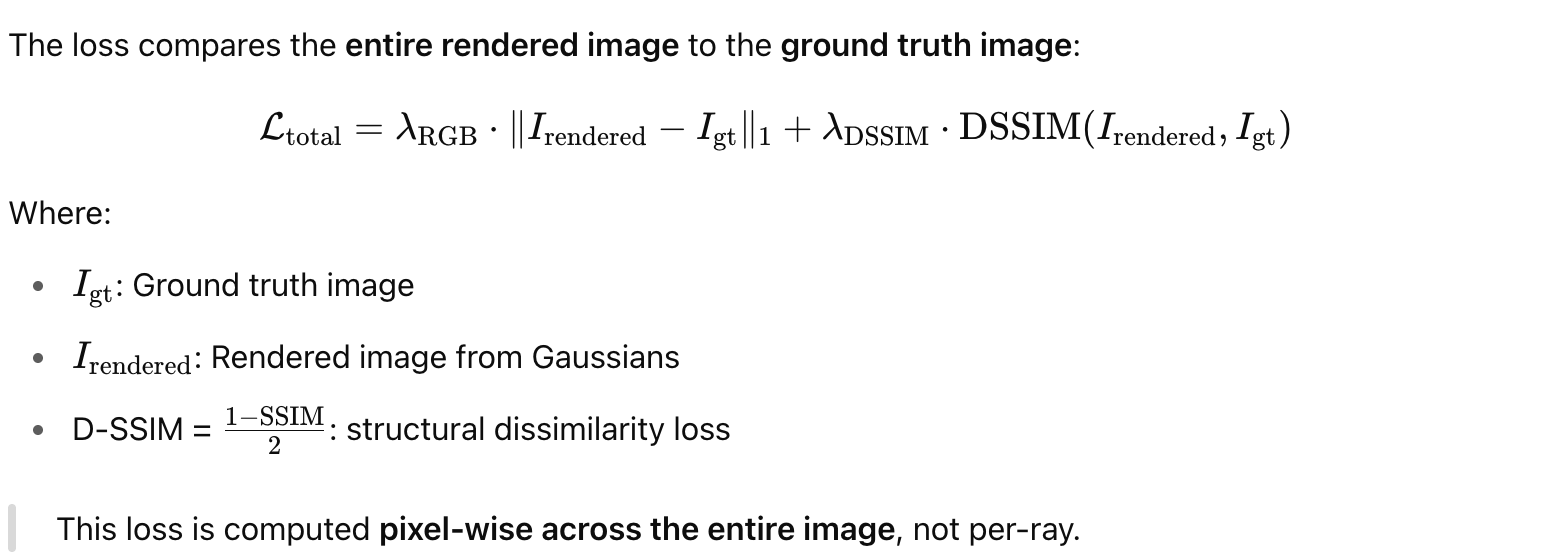 The loss compares the entire rendered image to the ground truth image:
$\mathcal{L}_{\text{total}} = \lambda_{\text{RGB}} \cdot \|I_{\text{rendered}} - I_{\text{gt}}\|_1 + \lambda_{\text{DSSIM}} \cdot \text{DSSIM}(I_{\text{rendered}}, I_{\text{gt}})$
Where:
• $I_{\text{gt}}$: Ground truth image
• $I_{\text{rendered}}$: Rendered image from Gaussians
• D-SSIM = $\frac{1-\text{SSIM}}{2}$: structural dissimilarity loss
This loss is computed pixel-wise across the entire image, not per-ray.